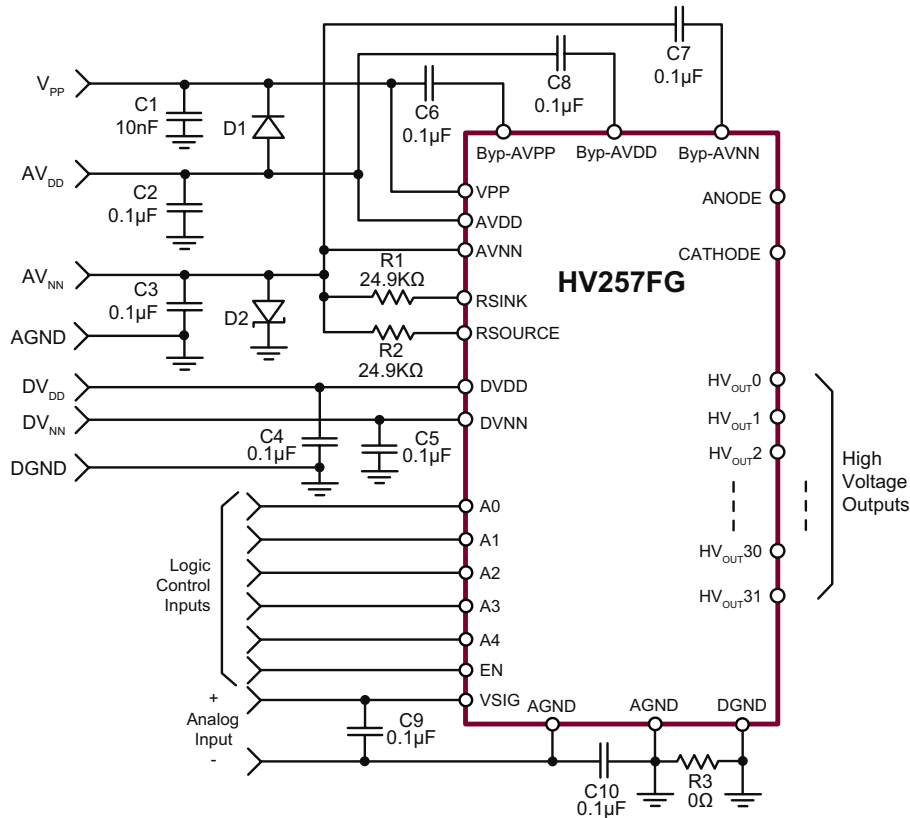 C7
0.1µF
C8
0.1µF
V_PP
C1
10nF
D1
C6
0.1µF
Byp-AVPP
Byp-AVDD
Byp-AVNN
AV_DD
C2
0.1µF
VPP
AVDD
AVNN
ANODE
CATHODE
HV257FG
AV_NN
C3
0.1µF
D2
R1
24.9KΩ
RSINK
RSOURCE
R2
24.9KΩ
AGND
DV_DD
DVDD
DV_NN
DVNN
C4
0.1µF
C5
0.1µF
DGND
HV_OUT0
HV_OUT1
HV_OUT2
HV_OUT30
HV_OUT31
High
Voltage
Outputs
Logic
Control
Inputs
A0
A1
A2
A3
A4
EN
VSIG
+
Analog
Input
-
C9
0.1µF
AGND
AGND
DGND
C10
0.1µF
R3
0Ω